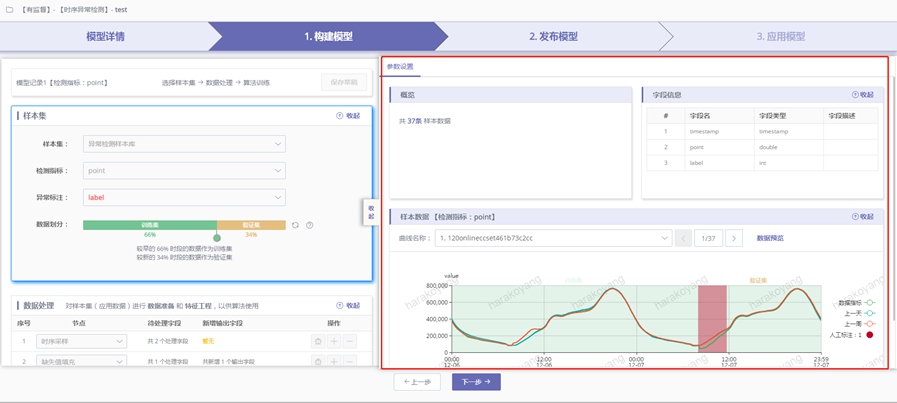 【有监督】-【时序异常检测】- test
模型详情
1. 构建模型
2. 发布模型
3. 应用模型
模型记录1【检测指标：point】
选择样本集 → 数据处理 → 算法训练
保存草稿
样本集
收起
样本集：
异常检测样本库
检测指标：
point
异常标注：
label
数据划分：
训练集
验证集
66%
34%
较早的 66% 时段的数据作为训练集
较新的 34% 时段的数据作为验证集
数据处理
对样本集（应用数据）进行 数据准备 和 特征工程，以供算法使用
收起
序号 节点 待处理字段 新增输出字段 操作
1 时序采样 共 2 个处理字段 暂无
2 缺失值填充 共 1 个处理字段 共新增 1 个输出字段
收起
参数设置
概览
共 37条 样本数据
字段信息
收起
# 字段名 字段类型 字段描述
1 timestamp timestamp
2 point double
3 label int
样本数据【检测指标：point】
收起
曲线名称：
1. 120onlineccset461b73c2cc
1/37
数据预览
value
验证集
800,000
600,000
400,000
200,000
0
00:00
12-06
12:00
12-06
00:00
12-07
12:00
12-07
23:59
12-07
数据指标
上一天
上一周
人工标注：1
harakoyang
harakoyang
harakoyang
← 上一步
下一步 →